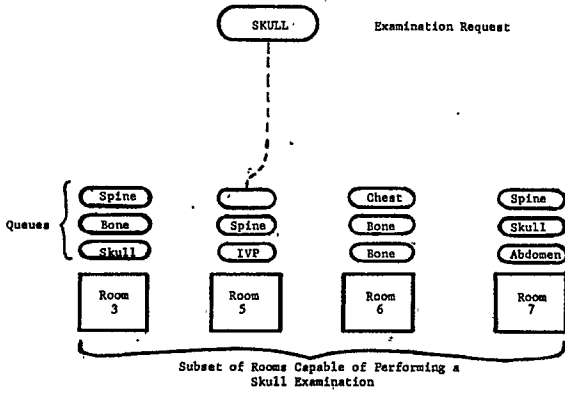 SKULL
Examination Request
Queues
Spine
Bone
Skull
Spine
IVP
Chest
Bone
Bone
Spine
Skull
Abdomen
Room
3
Room
5
Room
6
Room
7
Subset of Rooms Capable of Performing a
Skull Examination